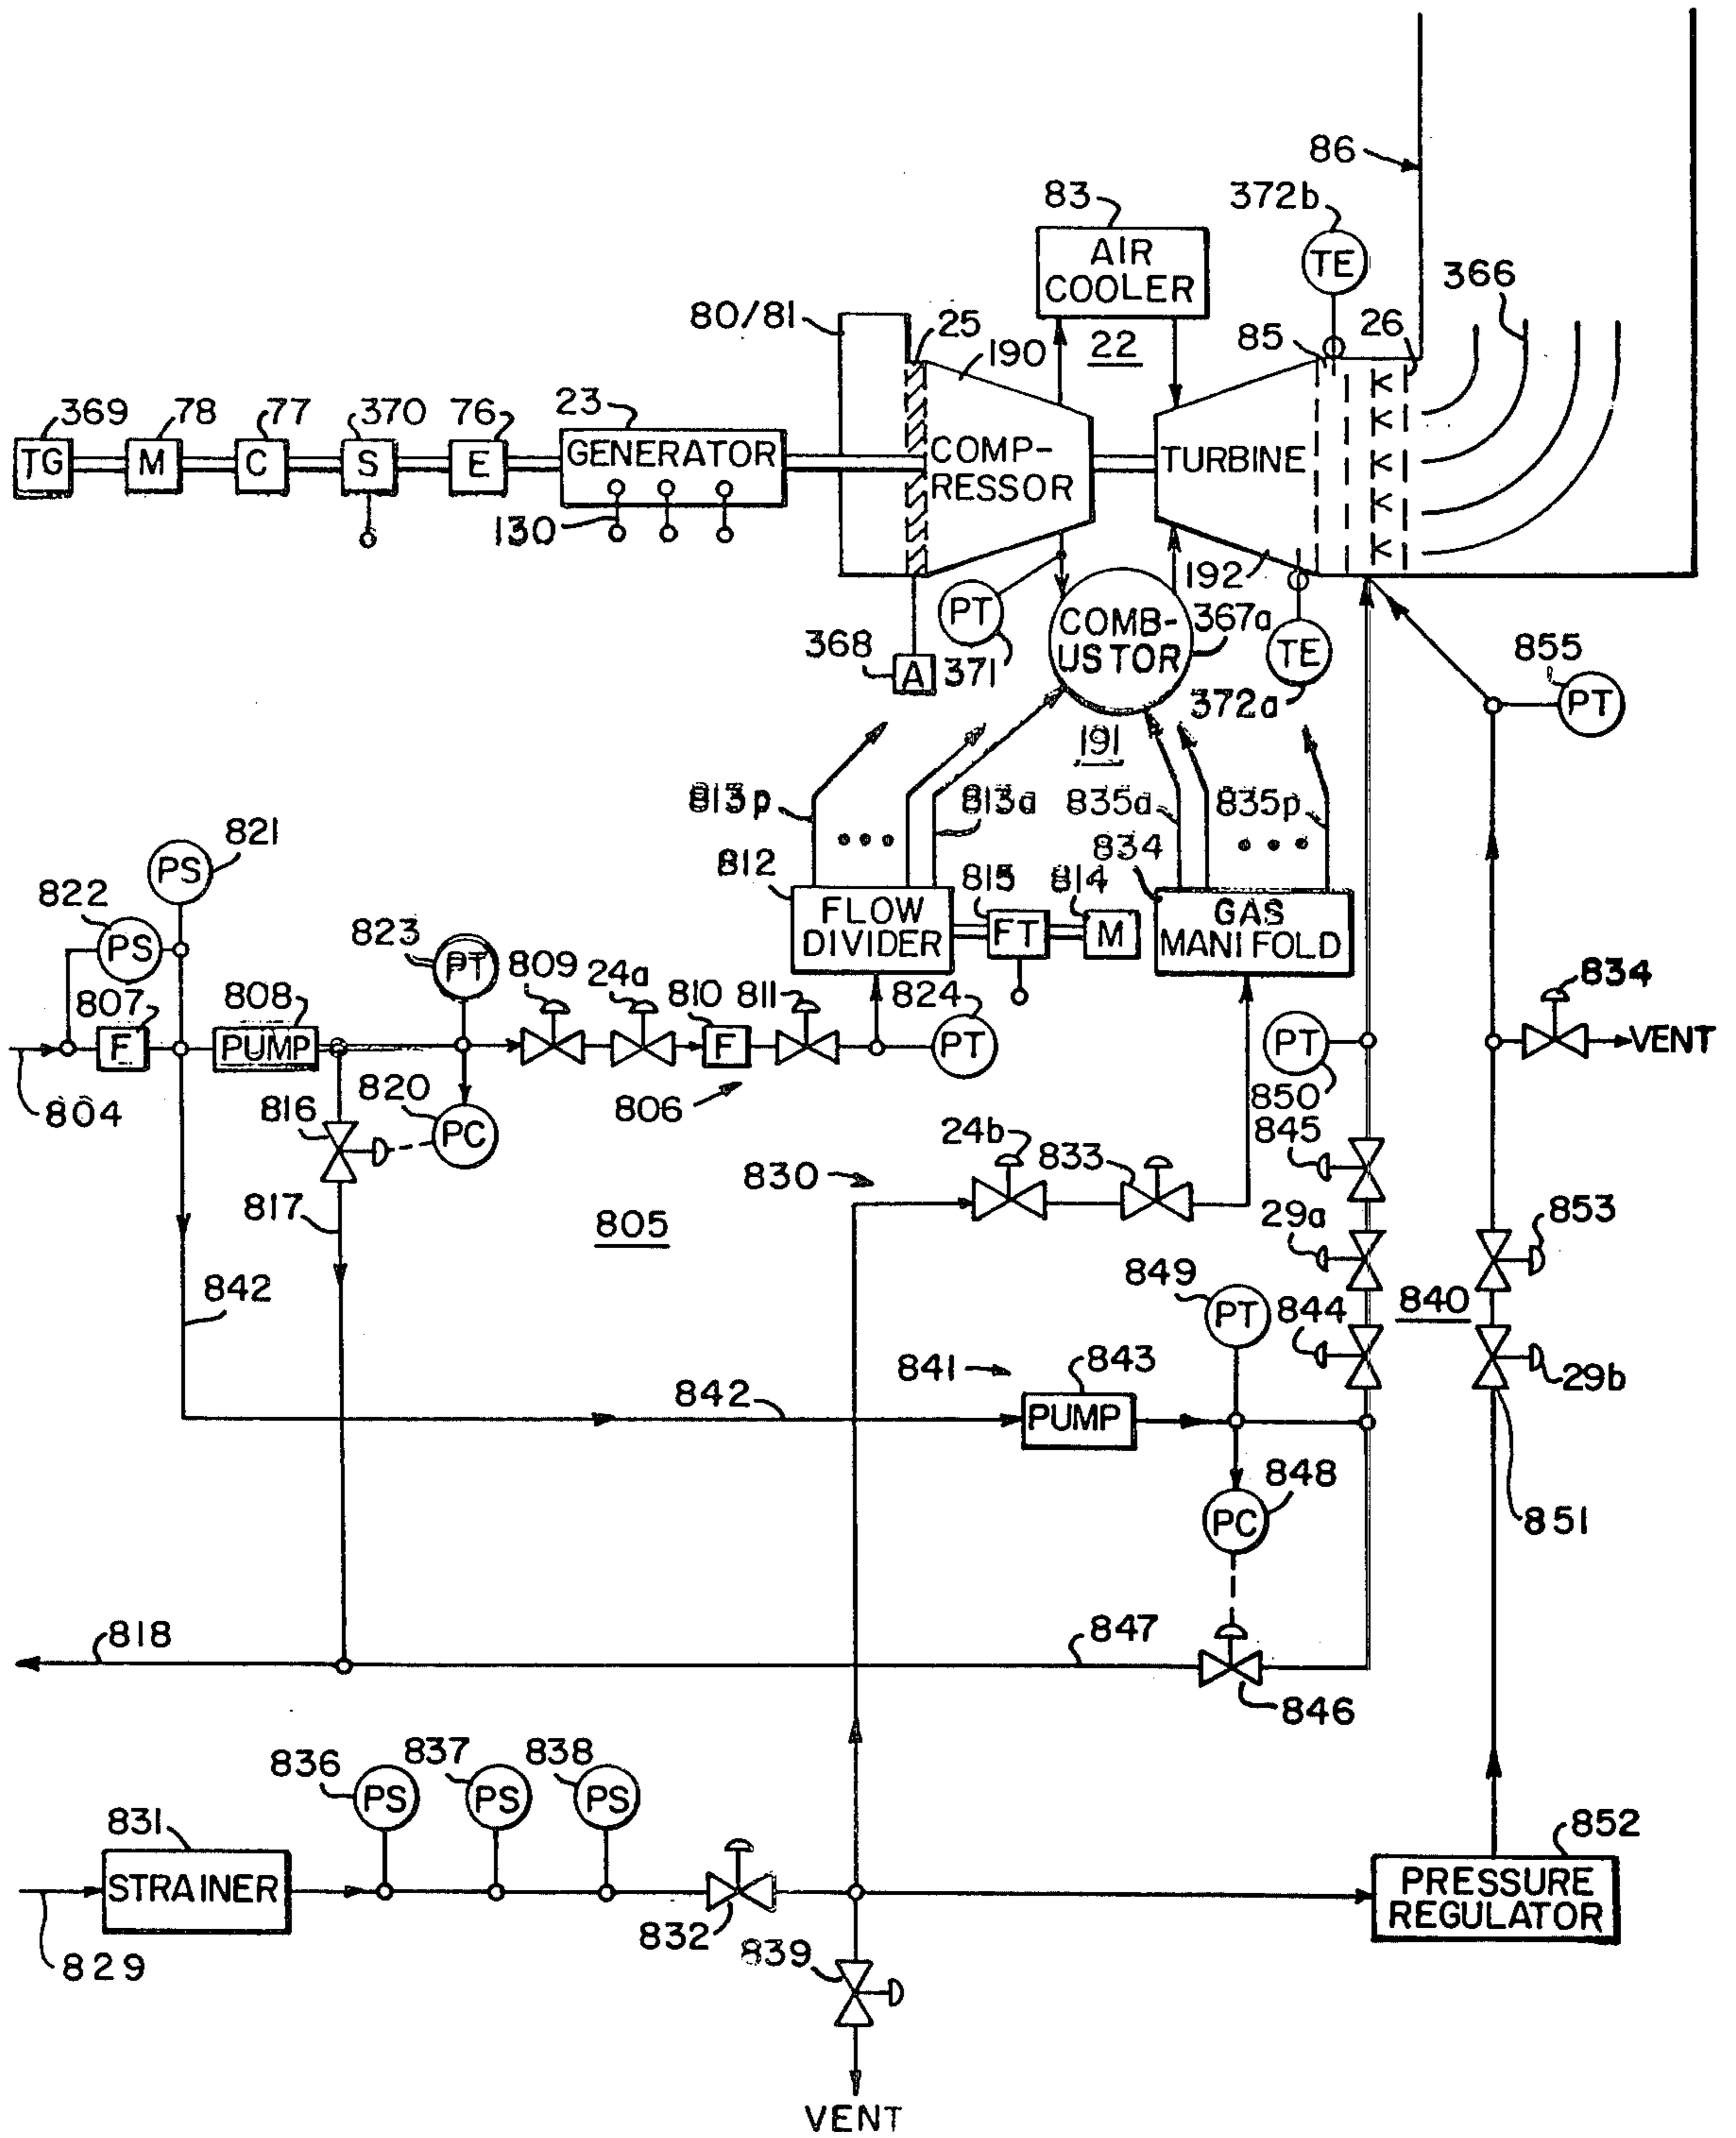 86
83
372b
TE
AIR
COOLER
366
80/81
25
190
22
85
26
369
78
77
370
76
23
TG
M
C
S
E
GENERATOR
COMP-
RESSOR
TURBINE
130
192
PT
COMB-
USTOR
367a
TE
855
PT
368
A
371
372a
191
813p
813a
835a
835p
821
PS
822
PS
812
815
814
834
FLOW
DIVIDER
FT
M
GAS
MANIFOLD
823
PT
809
24a
810
811
824
834
807
808
F
PUMP
F
PT
PT
VENT
804
816
820
PC
806
850
845
24b
833
830
817
805
29a
853
842
849
PT
844
840
841
843
29b
842
PUMP
848
PC
851
818
847
846
836
837
838
PS
PS
PS
831
852
STRAINER
PRESSURE
REGULATOR
832
829
839
VENT